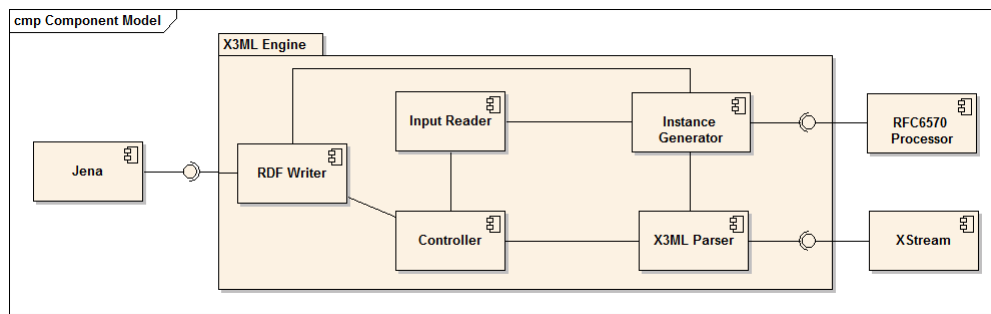 cmp Component Model
X3ML Engine
Input Reader
Instance
Generator
RFC6570
Processor
Jena
RDF Writer
Controller
X3ML Parser
XStream